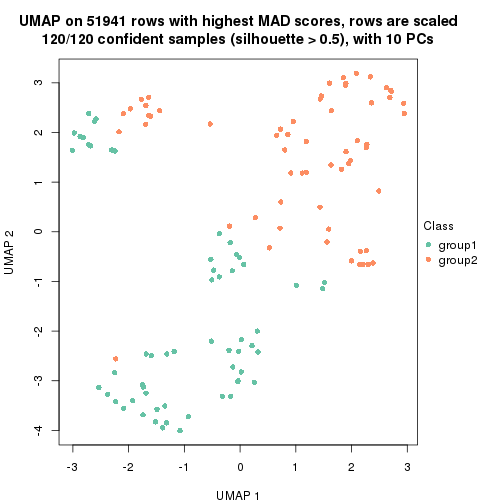 UMAP on 51941 rows with highest MAD scores, rows are scaled
120/120 confident samples (silhouette > 0.5), with 10 PCs
3
2
1
0
-1
-2
-3
-4
UMAP 2
-3 -2 -1 0 1 2 3
UMAP 1
Class
group1
group2